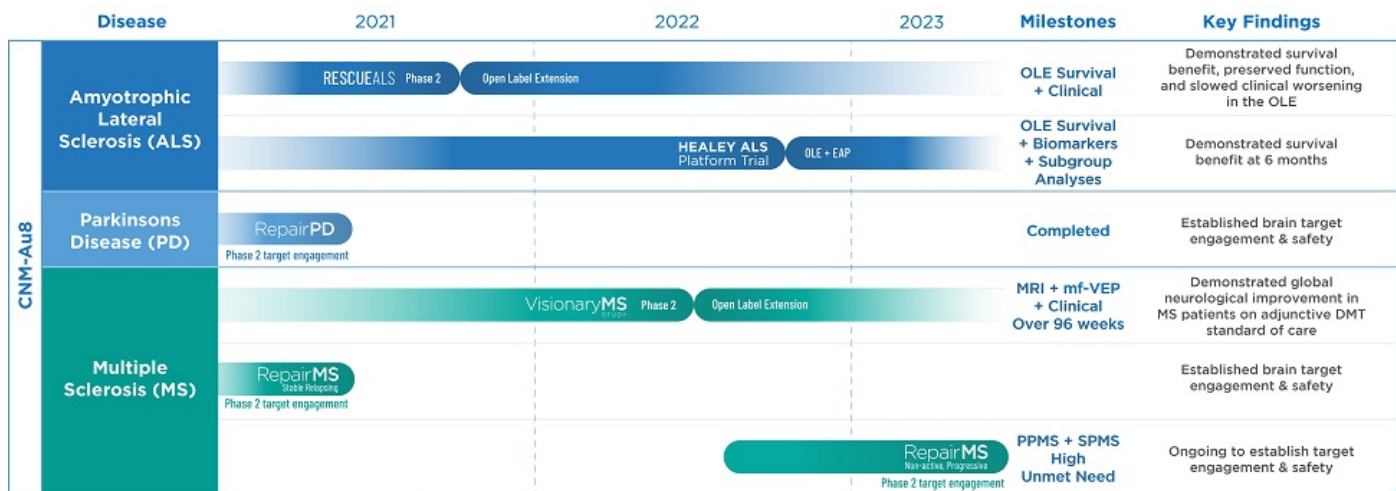 Disease 2021 2022 2023 Milestones Key Findings
CNM-Au8
Amyotrophic
Lateral
Sclerosis (ALS)
RESCUEALS Phase 2 Open Label Extension
OLE Survival
+ Clinical
Demonstrated survival
benefit, preserved function,
and slowed clinical worsening
in the OLE
HEALEY ALS
Platform Trial
OLE + EAP
OLE Survival
+ Biomarkers
+ Subgroup
Analyses
Demonstrated survival
benefit at 6 months
Parkinsons
Disease (PD)
RepairPD
Phase 2 target engagement
Completed
Established brain target
engagement & safety
Multiple
Sclerosis (MS)
VisionaryMS
STUDY
Phase 2 Open Label Extension
MRI + mf-VEP
+ Clinical
Over 96 weeks
Demonstrated global
neurological improvement in
MS patients on adjunctive DMT
standard of care
RepairMS
Stable Relapsing
Phase 2 target engagement
Established brain target
engagement & safety
RepairMS
Non-active, Progressive
Phase 2 target engagement
PPMS + SPMS
High
Unmet Need
Ongoing to establish target
engagement & safety